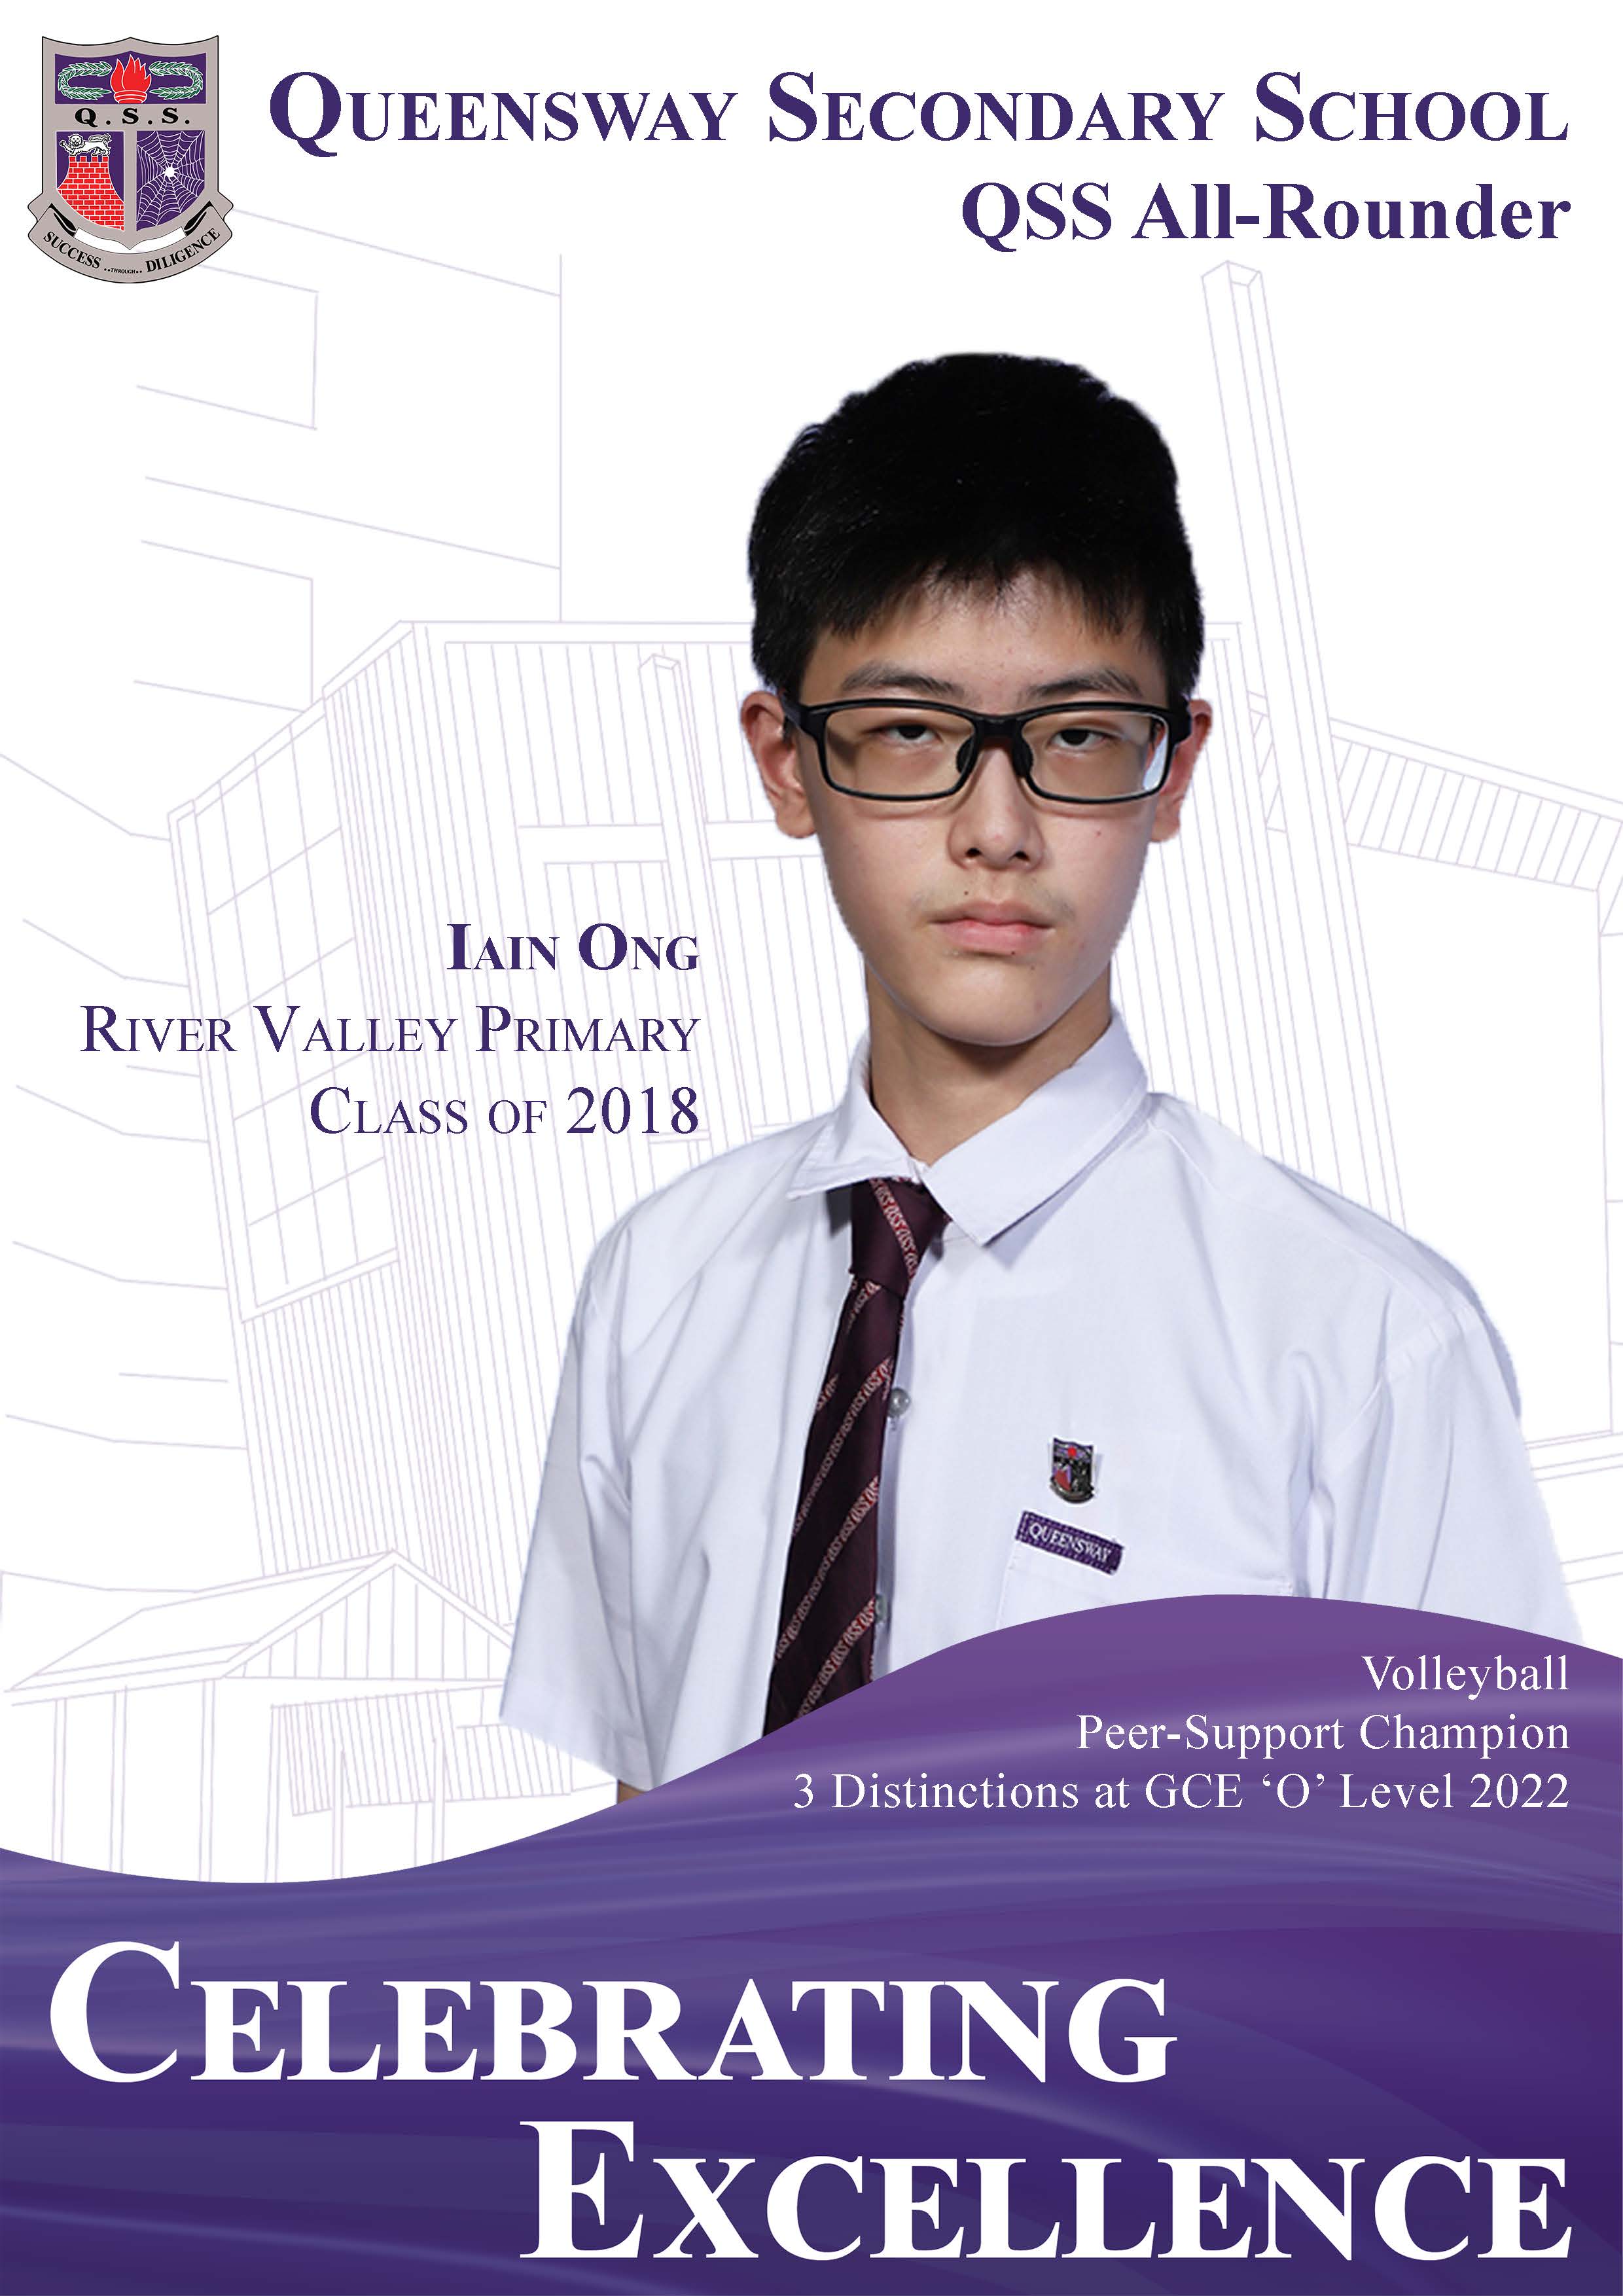 Q.S.S.
SUCCESS ..THROUGH.. DILIGENCE
QUEENSWAY SECONDARY SCHOOL
QSS All-Rounder
IAIN ONG
RIVER VALLEY PRIMARY
CLASS OF 2018
QUEENSWAY
Volleyball
Peer-Support Champion
3 Distinctions at GCE ‘O’ Level 2022
CELEBRATING
EXCELLENCE